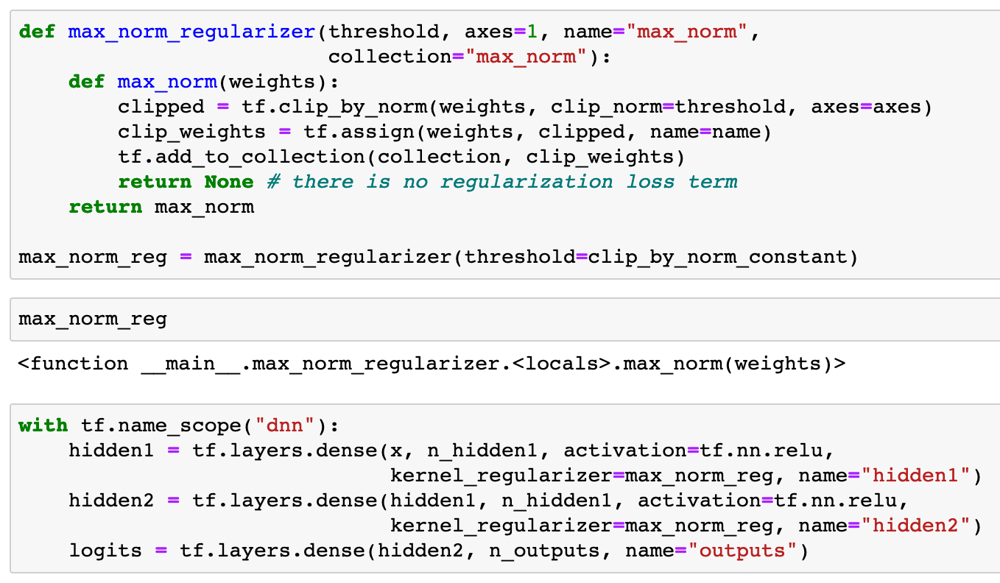 def max_norm_regularizer(threshold, axes=1, name="max_norm",
                         collection="max_norm"):
    def max_norm(weights):
        clipped = tf.clip_by_norm(weights, clip_norm=threshold, axes=axes)
        clip_weights = tf.assign(weights, clipped, name=name)
        tf.add_to_collection(collection, clip_weights)
        return None # there is no regularization loss term
    return max_norm

max_norm_reg = max_norm_regularizer(threshold=clip_by_norm_constant)
max_norm_reg
<function __main__.max_norm_regularizer.<locals>.max_norm(weights)>
with tf.name_scope("dnn"):
    hidden1 = tf.layers.dense(x, n_hidden1, activation=tf.nn.relu,
                              kernel_regularizer=max_norm_reg, name="hidden1")
    hidden2 = tf.layers.dense(hidden1, n_hidden1, activation=tf.nn.relu,
                              kernel_regularizer=max_norm_reg, name="hidden2")
    logits = tf.layers.dense(hidden2, n_outputs, name="outputs")